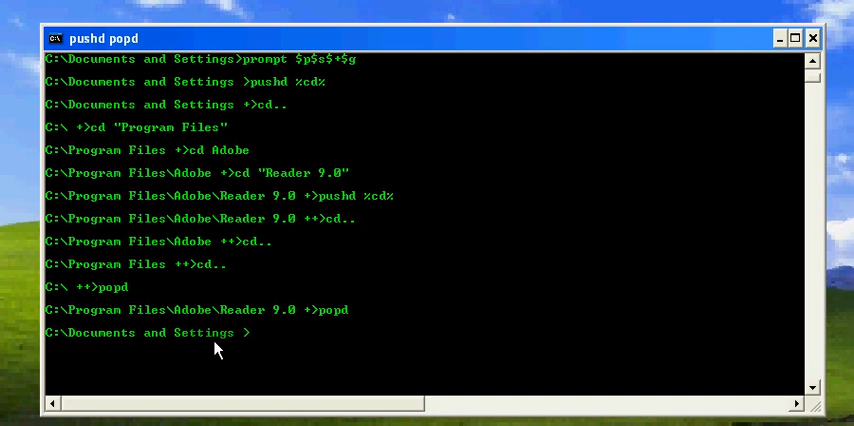 pushd popd
C:\Documents and Settings>prompt $p$s$+$g
C:\Documents and Settings >pushd %cd%
C:\Documents and Settings +>cd..
C:\ +>cd "Program Files"
C:\Program Files +>cd Adobe
C:\Program Files\Adobe +>cd "Reader 9.0"
C:\Program Files\Adobe\Reader 9.0 +>pushd %cd%
C:\Program Files\Adobe\Reader 9.0 ++>cd..
C:\Program Files\Adobe ++>cd..
C:\Program Files ++>cd..
C:\ ++>popd
C:\Program Files\Adobe\Reader 9.0 +>popd
C:\Documents and Settings >